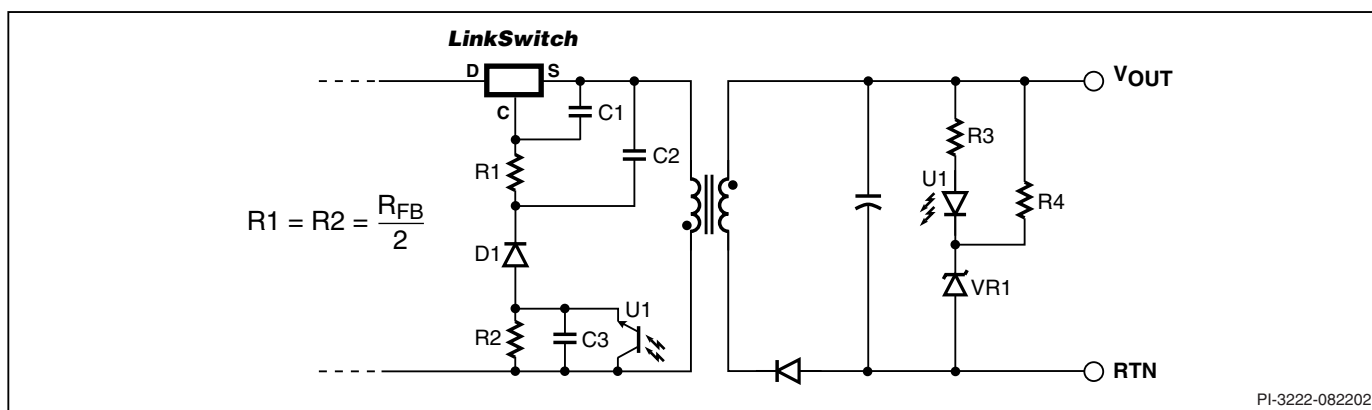 LinkSwitch
D
S
C
C1
C2
R1
R1 = R2 = R_FB/2
D1
R2
C3
U1
V_OUT
R3
U1
R4
VR1
RTN
PI-3222-082202